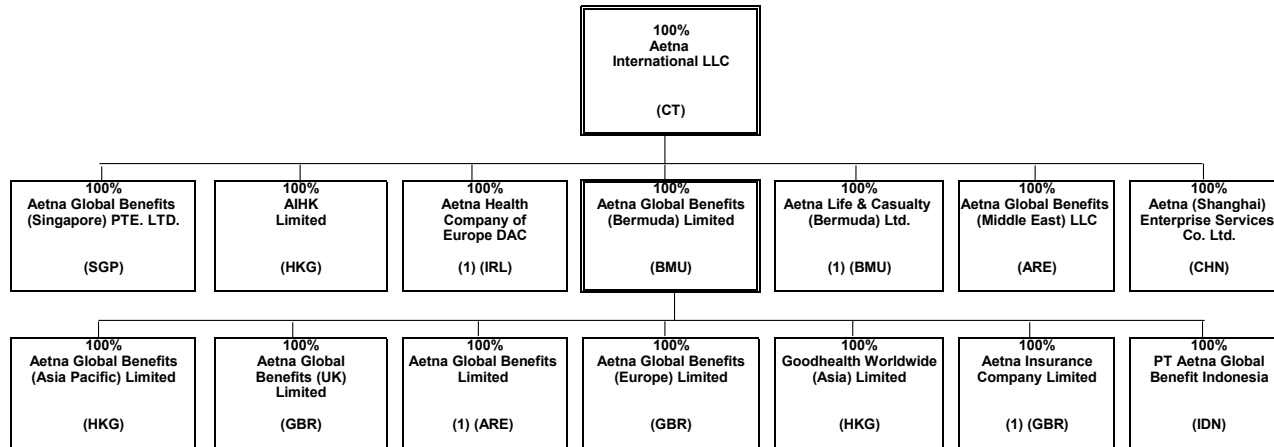 100%
Aetna
International LLC
(CT)
100%
Aetna Global Benefits
(Singapore) PTE. LTD.
(SGP)
100%
AIHK
Limited
(HKG)
100%
Aetna Health
Company of
Europe DAC
(1) (IRL)
100%
Aetna Global Benefits
(Bermuda) Limited
(BMU)
100%
Aetna Life & Casualty
(Bermuda) Ltd.
(1) (BMU)
100%
Aetna Global Benefits
(Middle East) LLC
(ARE)
100%
Aetna (Shanghai)
Enterprise Services
Co. Ltd.
(CHN)
100%
Aetna Global Benefits
(Asia Pacific) Limited
(HKG)
100%
Aetna Global
Benefits (UK)
Limited
(GBR)
100%
Aetna Global Benefits
Limited
(1) (ARE)
100%
Aetna Global Benefits
(Europe) Limited
(GBR)
100%
Goodhealth Worldwide
(Asia) Limited
(HKG)
100%
Aetna Insurance
Company Limited
(1) (GBR)
100%
PT Aetna Global
Benefit Indonesia
(IDN)